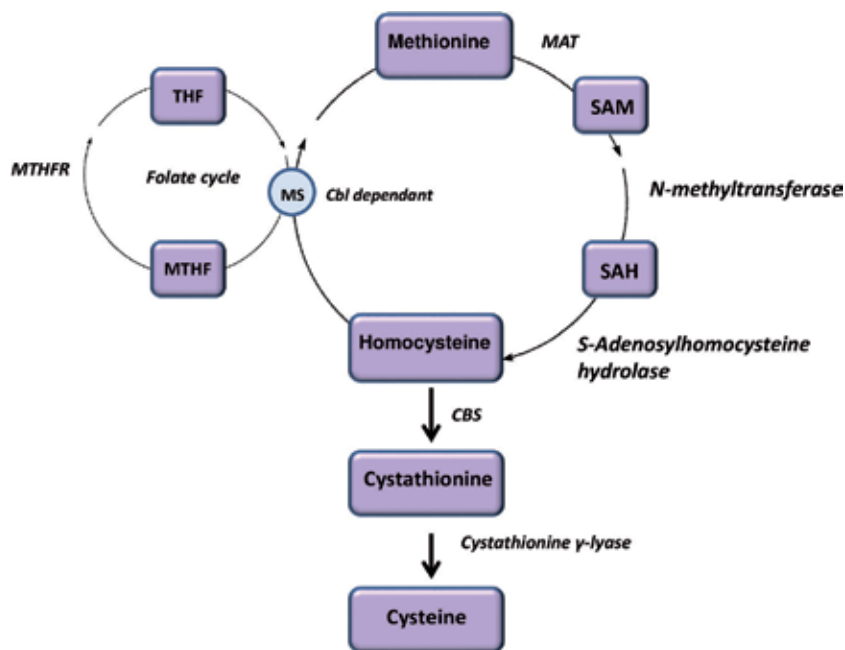 Methionine
MAT
THF
SAM
MTHFR
Folate cycle
MS
Cbl dependant
N-methyltransferase
MTHF
SAH
Homocysteine
S-Adenosylhomocysteine
hydrolase
CBS
Cystathionine
Cystathionine γ-lyase
Cysteine